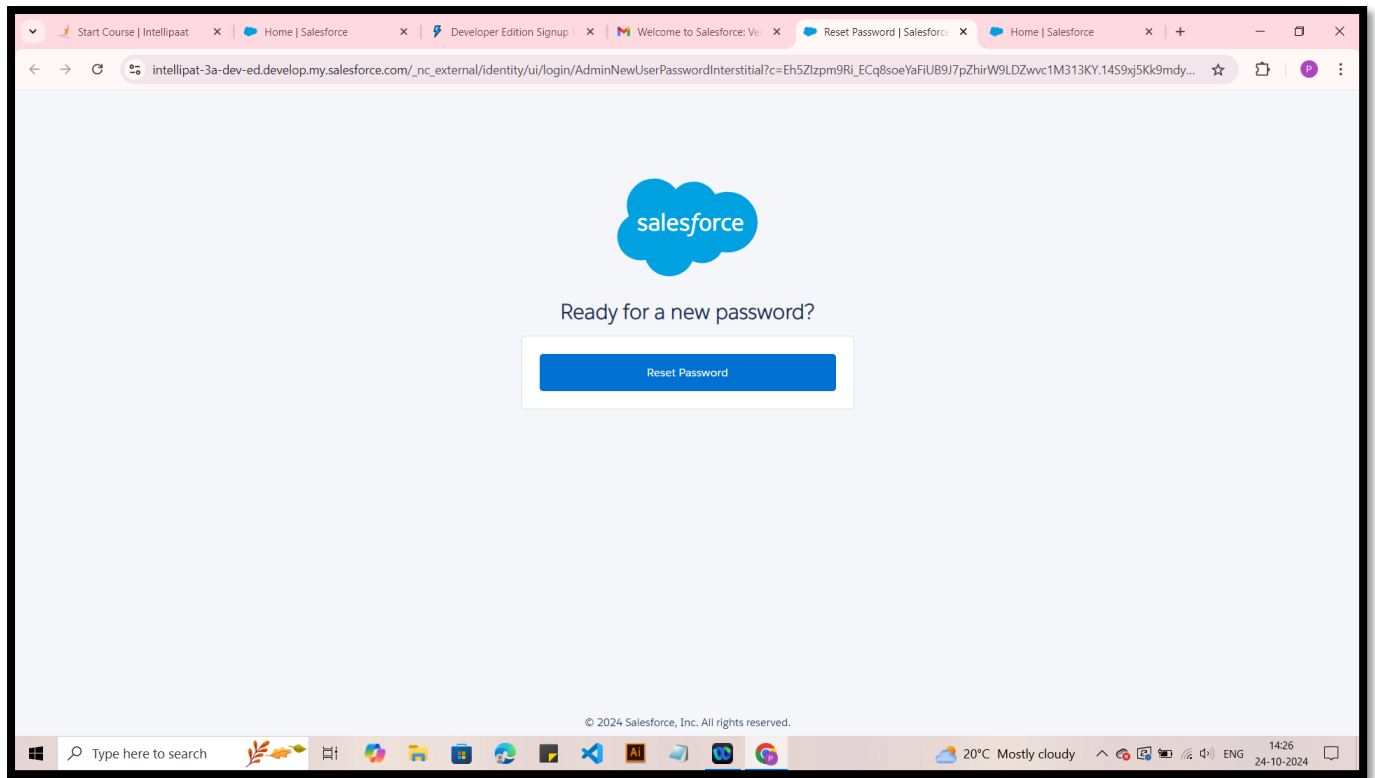 Start Course | Intellipaat
Home | Salesforce
Developer Edition Signup
Welcome to Salesforce: Ve
Reset Password | Salesforc
Home | Salesforce
intellipat-3a-dev-ed.develop.my.salesforce.com/_nc_external/identity/ui/login/AdminNewUserPasswordInterstitial?c=Eh5ZIzpm9Ri_ECq8soeYaFiUB9J7pZhirW9LDZwvc1M313KY.14S9xj5Kk9mdy...
P
salesforce
Ready for a new password?
Reset Password
© 2024 Salesforce, Inc. All rights reserved.
Type here to search
Ai
20°C Mostly cloudy
ENG
14:26
24-10-2024